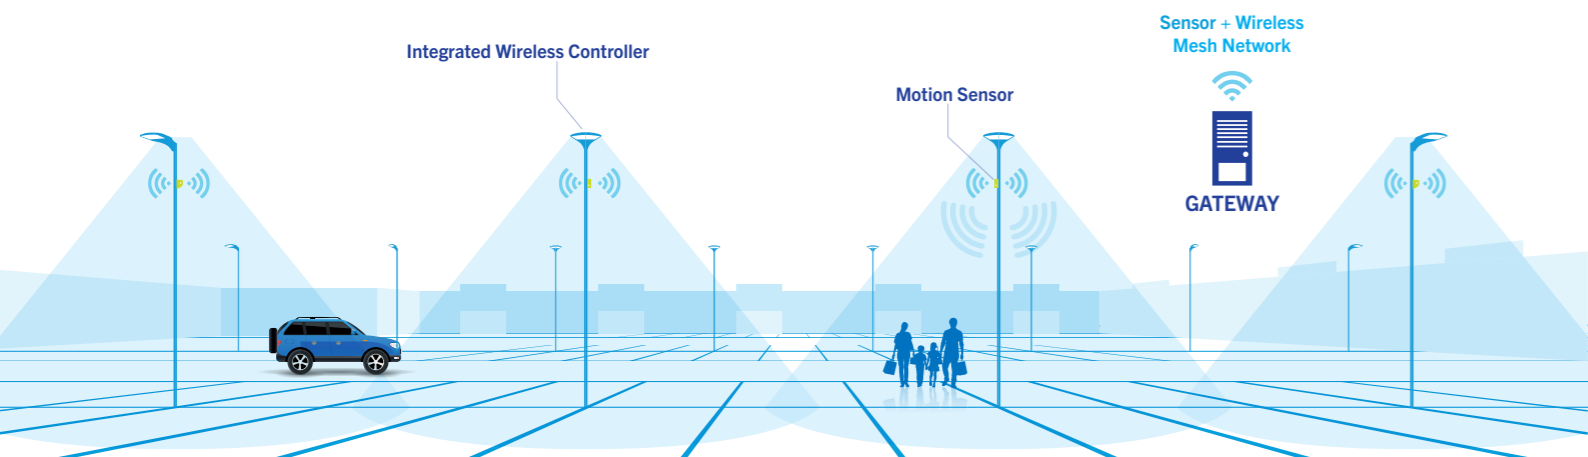 Integrated Wireless Controller
Motion Sensor
Sensor + Wireless
Mesh Network
GATEWAY